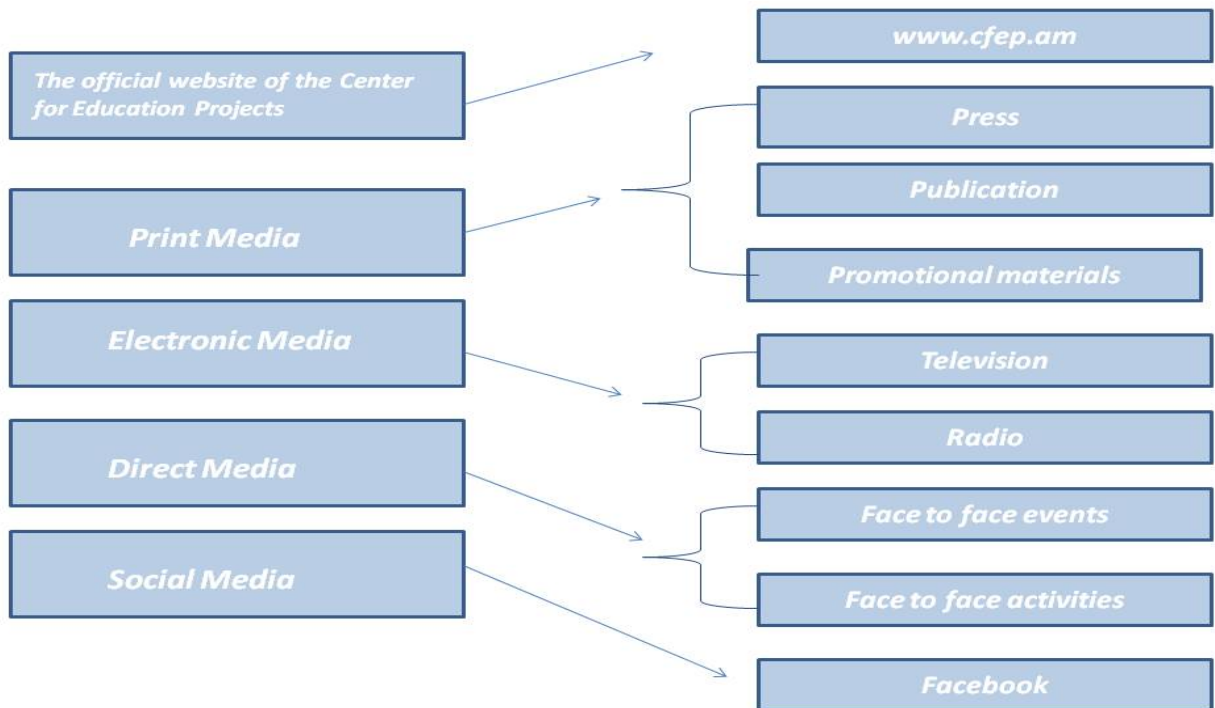 The official website of the Center
for Education Projects
Print Media
Electronic Media
Direct Media
Social Media
www.cfep.am
Press
Publication
Promotional materials
Television
Radio
Face to face events
Face to face activities
Facebook